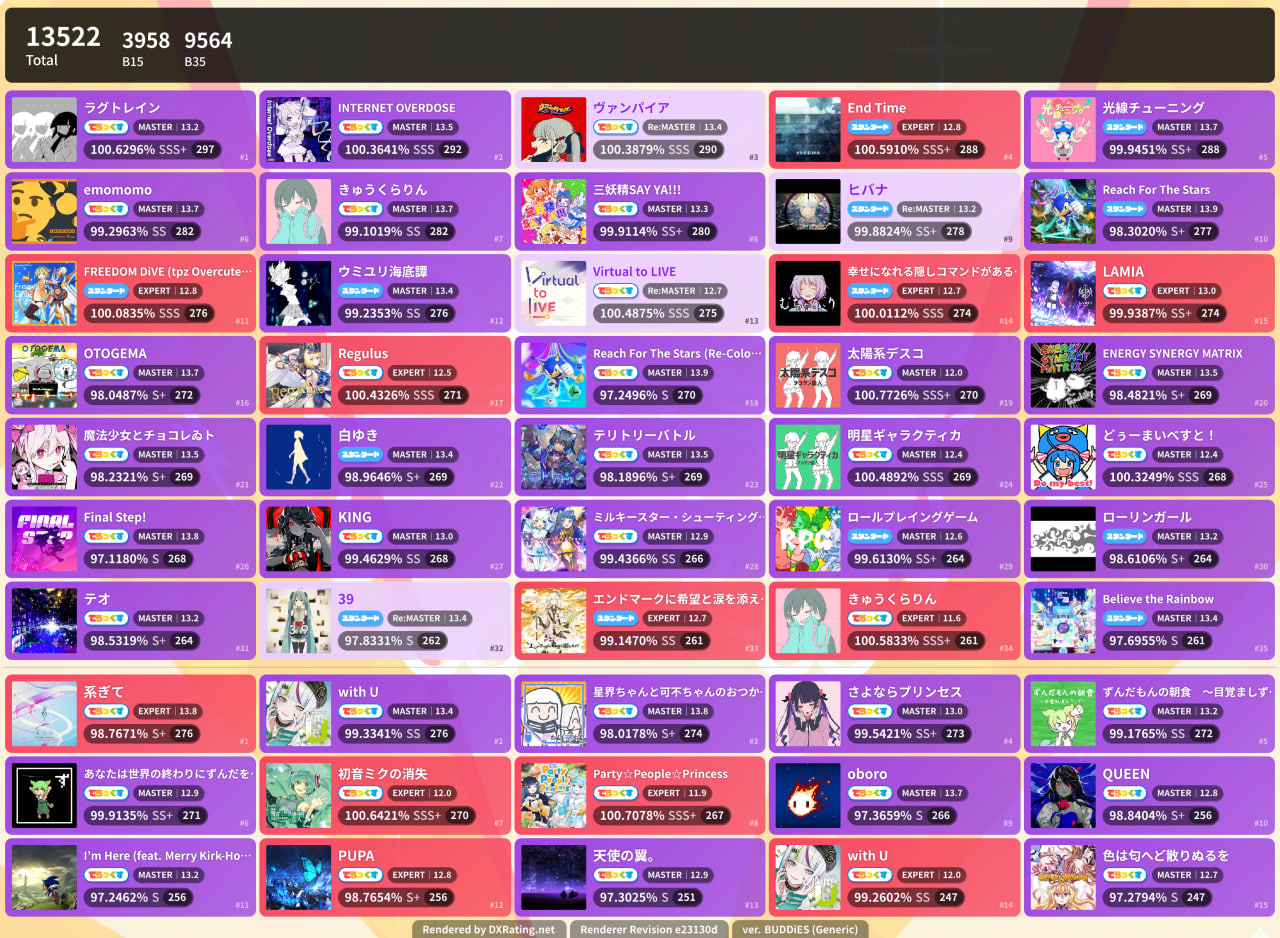 13522 3958 9564
Total B15 B35
ラグトレイン
でらっくす MASTER 13.2
100.6296% SSS+ 297 #1
INTERNET OVERDOSE
でらっくす MASTER 13.5
100.3641% SSS 292 #2
ヴァンパイア
でらっくす Re:MASTER 13.4
100.3879% SSS 290 #3
End Time
スタンダード EXPERT 12.8
100.5910% SSS+ 288 #4
光線チューニング
スタンダード MASTER 13.7
99.9451% SS+ 288 #5
emomomo
でらっくす MASTER 13.7
99.2963% SS 282 #6
きゅうくらりん
でらっくす MASTER 13.7
99.1019% SS 282 #7
三妖精SAY YA!!!
でらっくす MASTER 13.3
99.9114% SS+ 280 #8
ヒバナ
スタンダード Re:MASTER 13.2
99.8824% SS+ 278 #9
Reach For The Stars
スタンダード MASTER 13.9
98.3020% S+ 277 #10
FREEDOM DiVE (tpz Overcute…
スタンダード EXPERT 12.8
100.0835% SSS 276 #11
ウミユリ海底譚
スタンダード MASTER 13.4
99.2353% SS 276 #12
Virtual to LIVE
でらっくす Re:MASTER 12.7
100.4875% SSS 275 #13
幸せになれる隠しコマンドがある…
スタンダード EXPERT 12.7
100.0112% SSS 274 #14
LAMIA
でらっくす EXPERT 13.0
99.9387% SS+ 274 #15
OTOGEMA
でらっくす MASTER 13.7
98.0487% S+ 272 #16
Regulus
でらっくす EXPERT 12.5
100.4326% SSS 271 #17
Reach For The Stars (Re-Colo…
でらっくす MASTER 13.9
97.2496% S 270 #18
太陽系デスコ
でらっくす MASTER 12.0
100.7726% SSS+ 270 #19
ENERGY SYNERGY MATRIX
でらっくす MASTER 13.5
98.4821% S+ 269 #20
魔法少女とチョコレゐト
でらっくす MASTER 13.5
98.2321% S+ 269 #21
白ゆき
スタンダード MASTER 13.4
98.9646% S+ 269 #22
テリトリーバトル
でらっくす MASTER 13.5
98.1896% S+ 269 #23
明星ギャラクティカ
でらっくす MASTER 12.4
100.4892% SSS 269 #24
どぅーまいべすと！
でらっくす MASTER 12.4
100.3249% SSS 268 #25
Final Step!
でらっくす MASTER 13.8
97.1180% S 268 #26
KING
でらっくす MASTER 13.0
99.4629% SS 268 #27
ミルキースター・シューティング…
でらっくす MASTER 12.9
99.4366% SS 266 #28
ロールプレイングゲーム
スタンダード MASTER 12.6
99.6130% SS+ 264 #29
ローリンガール
スタンダード MASTER 13.2
98.6106% S+ 264 #30
テオ
でらっくす MASTER 13.2
98.5319% S+ 264 #31
39
スタンダード Re:MASTER 13.4
97.8331% S 262 #32
エンドマークに希望と涙を添え…
スタンダード EXPERT 12.7
99.1470% SS 261 #33
きゅうくらりん
でらっくす EXPERT 11.6
100.5833% SSS+ 261 #34
Believe the Rainbow
スタンダード MASTER 13.4
97.6955% S 261 #35
系ぎて
でらっくす EXPERT 13.8
98.7671% S+ 276 #1
with U
でらっくす MASTER 13.4
99.3341% SS 276 #2
星界ちゃんと可不ちゃんのおつか…
でらっくす MASTER 13.8
98.0178% S+ 274 #3
さよならプリンセス
でらっくす MASTER 13.0
99.5421% SS+ 273 #4
ずんだもんの朝食　〜目覚ましず…
でらっくす MASTER 13.2
99.1765% SS 272 #5
あなたは世界の終わりにずんだを…
でらっくす MASTER 12.9
99.9135% SS+ 271 #6
初音ミクの消失
でらっくす EXPERT 12.0
100.6421% SSS+ 270 #7
Party☆People☆Princess
でらっくす EXPERT 11.9
100.7078% SSS+ 267 #8
oboro
でらっくす MASTER 13.7
97.3659% S 266 #9
QUEEN
でらっくす MASTER 12.8
98.8404% S+ 256 #10
I'm Here (feat. Merry Kirk-Ho…
でらっくす MASTER 13.2
97.2462% S 256 #11
PUPA
でらっくす EXPERT 12.8
98.7654% S+ 256 #12
天使の翼。
でらっくす MASTER 12.9
97.3025% S 251 #13
with U
でらっくす EXPERT 12.0
99.2602% SS 247 #14
色は匂へど散りぬるを
でらっくす MASTER 12.7
97.2794% S 247 #15
Rendered by DXRating.net Renderer Revision e23130d ver. BUDDiES (Generic)